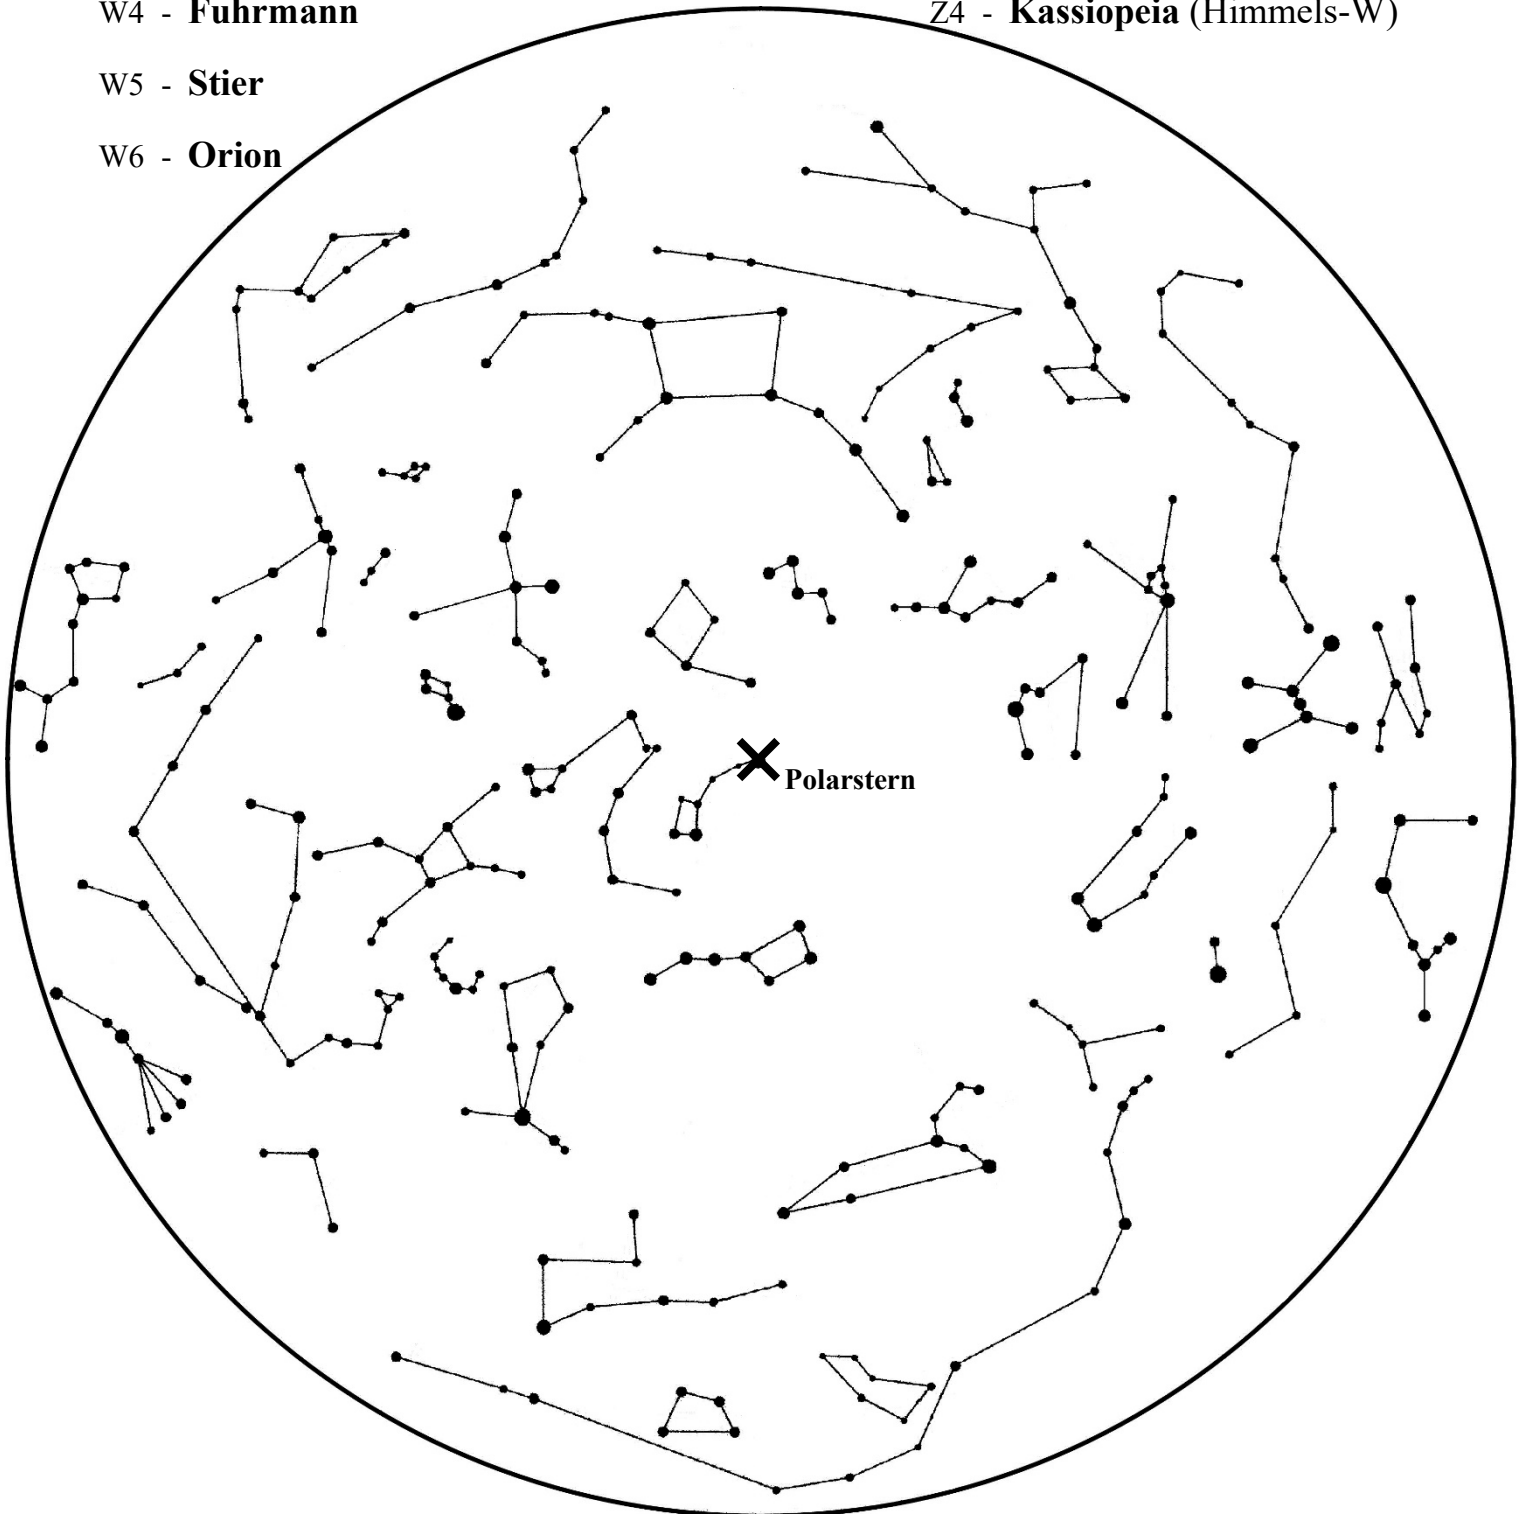 W4 - Fuhrmann
Z4 - Kassiopeia (Himmels-W)
W5 - Stier
W6 - Orion
Polarstern